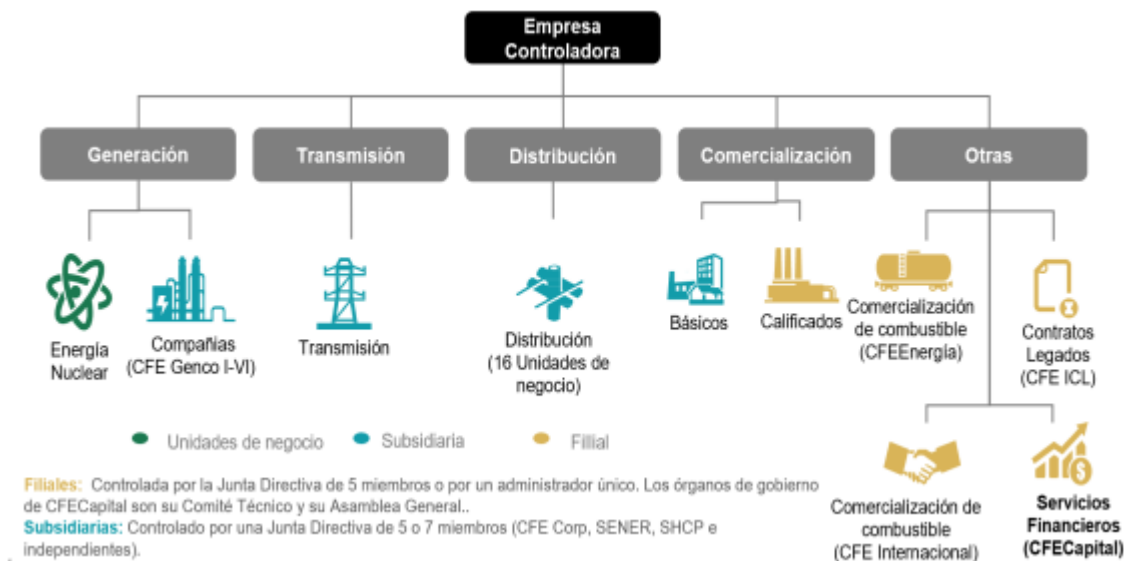 Empresa
Controladora
Generación
Transmisión
Distribución
Comercialización
Otras
Energía
Nuclear
Compañias
(CFE Genco I-VI)
Transmisión
Distribución
(16 Unidades de
negocio)
Básicos
Calificados
Comercialización
de combustible
(CFEEnergía)
Contratos
Legados
(CFE ICL)
Unidades de negocio
Subsidiaria
Fillial
Comercialización de
combustible
(CFE Internacional)
Servicios
Financieros
(CFECapital)
Filiales: Controlada por la Junta Directiva de 5 miembros o por un administrador único. Los órganos de gobierno
de CFECapital son su Comité Técnico y su Asamblea General..
Subsidiarias: Controlado por una Junta Directiva de 5 o 7 miembros (CFE Corp, SENER, SHCP e
independientes).